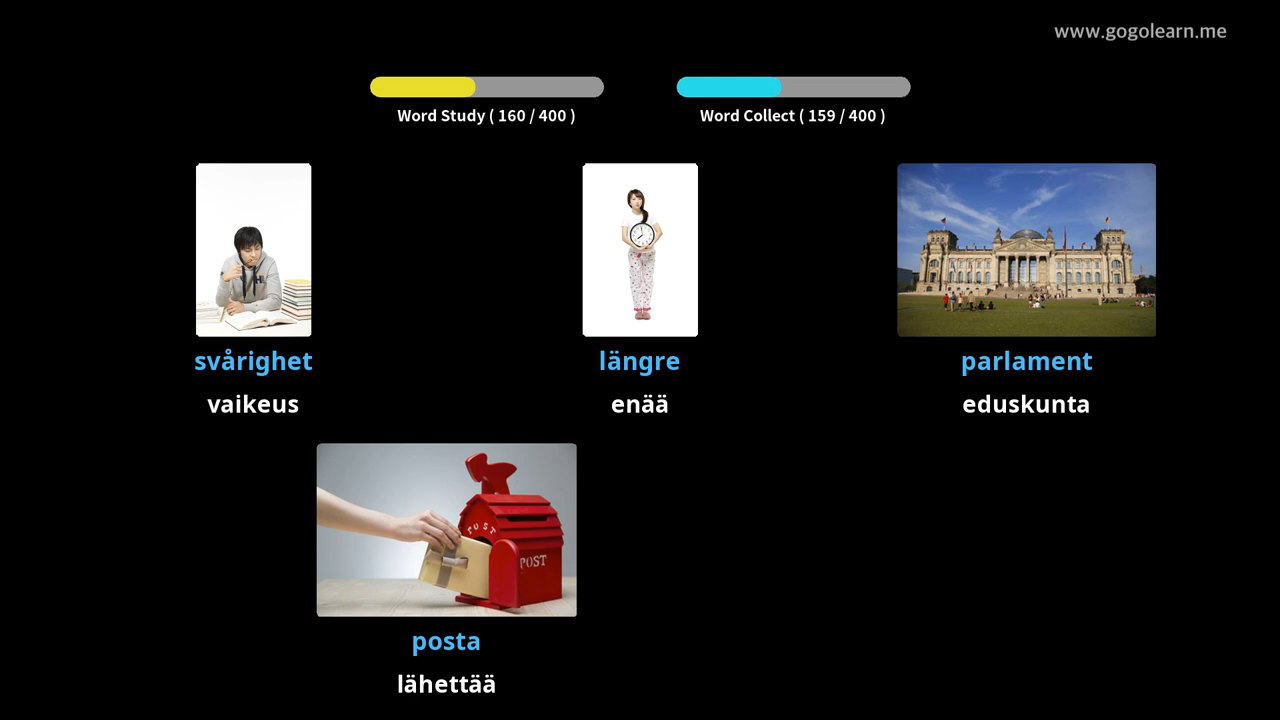 www.gogolearn.me
Word Study ( 160 / 400 )
Word Collect ( 159 / 400 )
svårighet
vaikeus
längre
enää
parlament
eduskunta
POST
POST
posta
lähettää